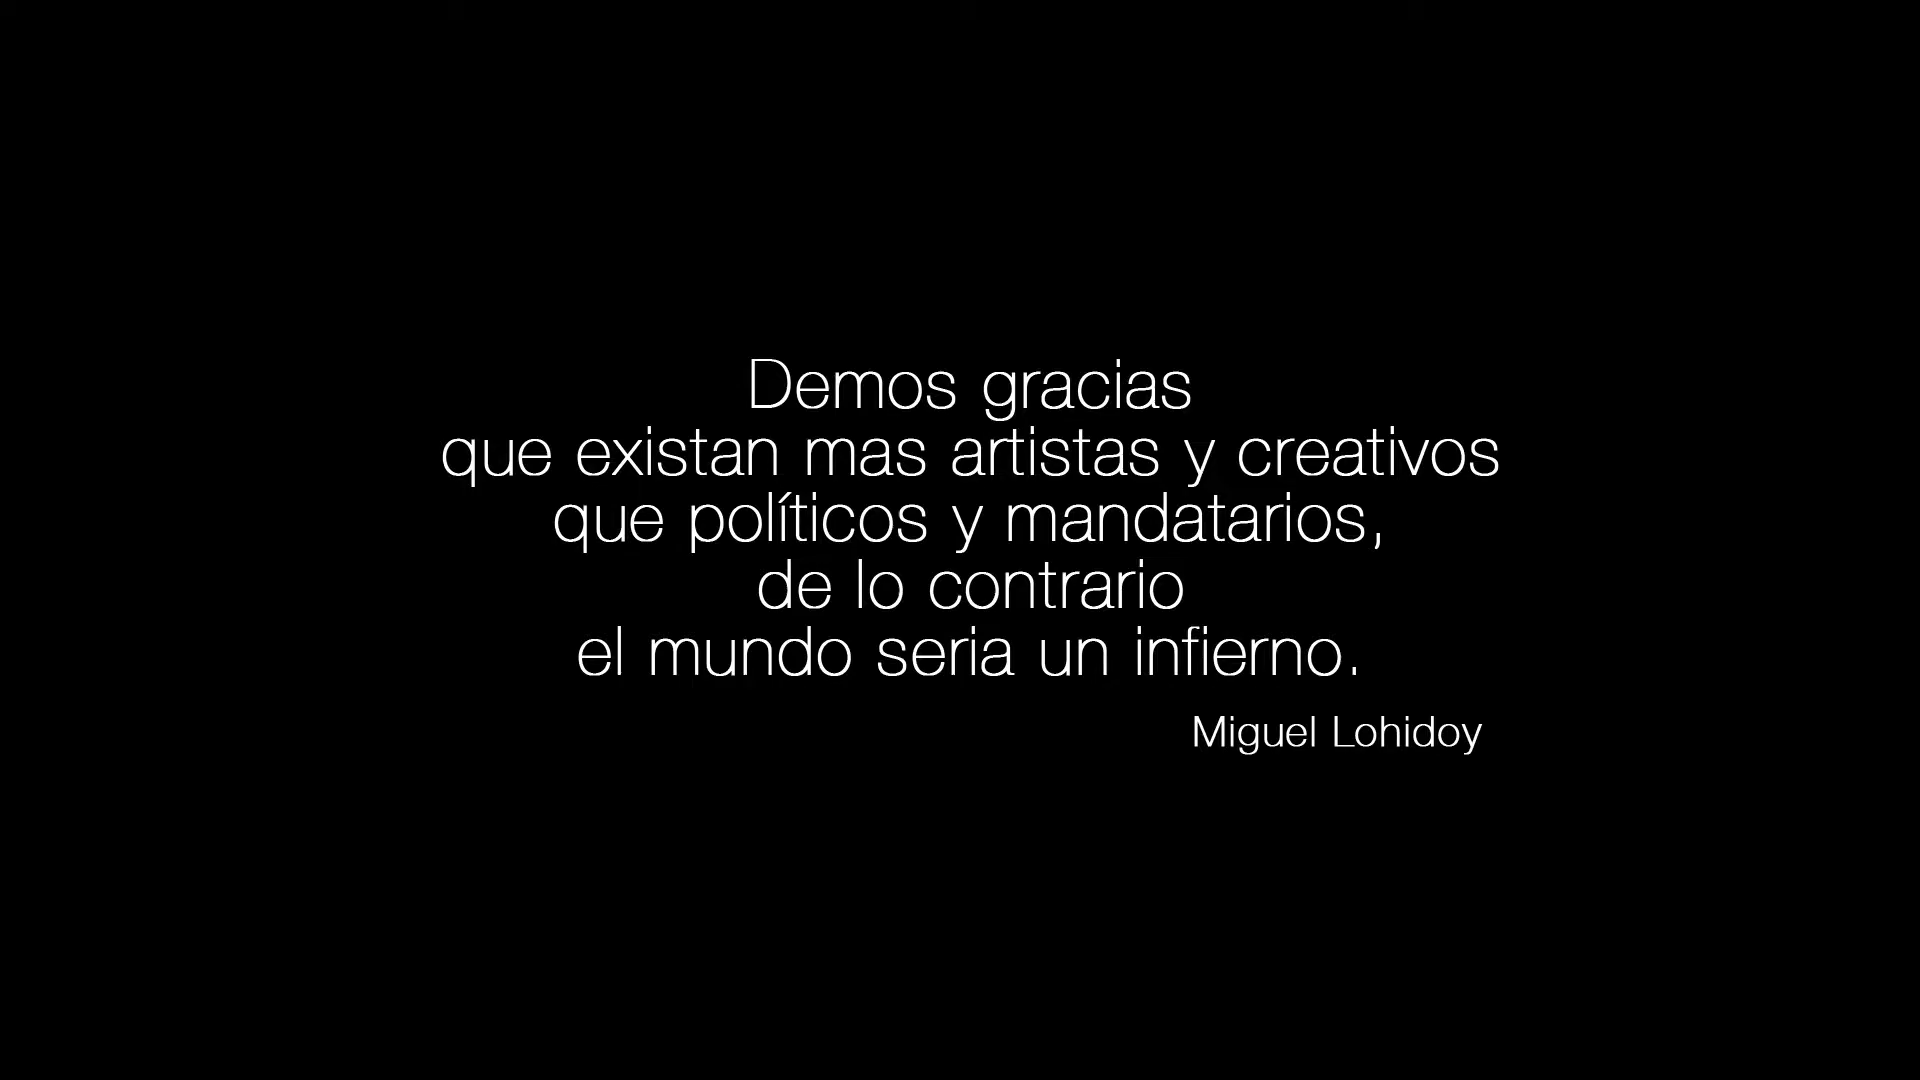 Demos gracias
que existan mas artistas y creativos
que políticos y mandatarios,
de lo contrario
el mundo seria un infierno.
Miguel Lohidoy